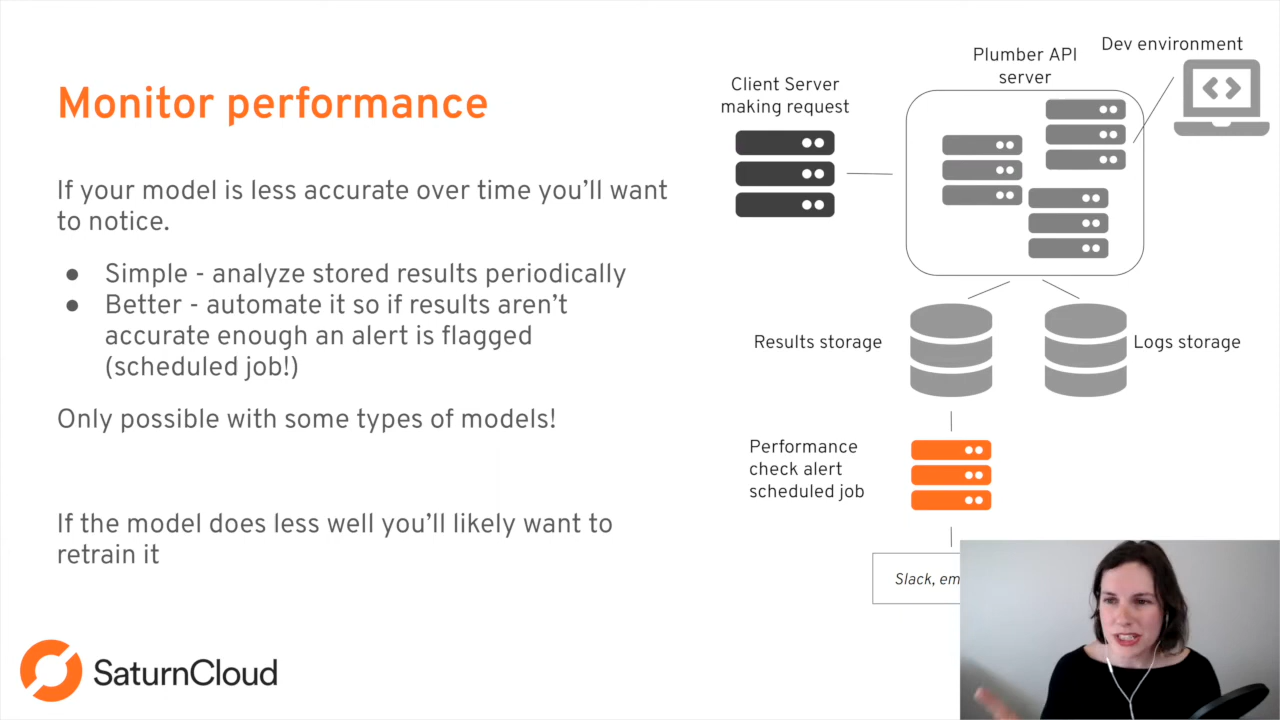 Monitor performance
If your model is less accurate over time you'll want
to notice.
● Simple - analyze stored results periodically
● Better - automate it so if results aren't
accurate enough an alert is flagged
(scheduled job!)
Only possible with some types of models!
If the model does less well you'll likely want to
retrain it
SaturnCloud
Client Server
making request
Plumber API
server
Dev environment
Results storage
Logs storage
Performance
check alert
scheduled job
Slack,